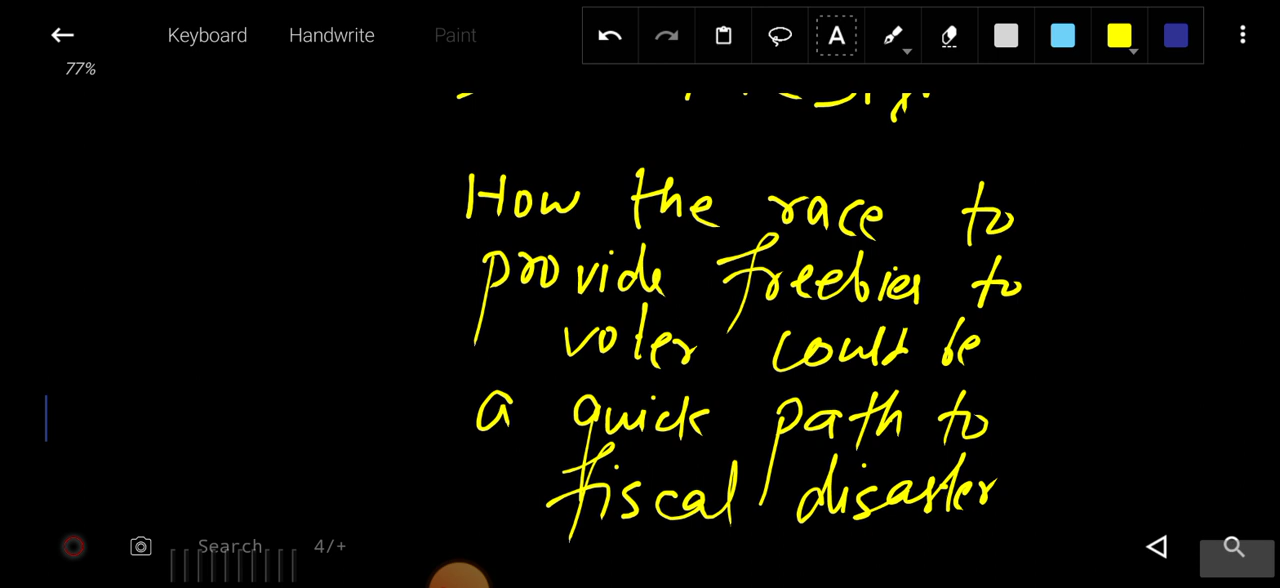 Keyboard Handwrite Paint A
77%
How the race to
provide freebies to
voter could be
a quick path to
fiscal disaster
Search 4/+